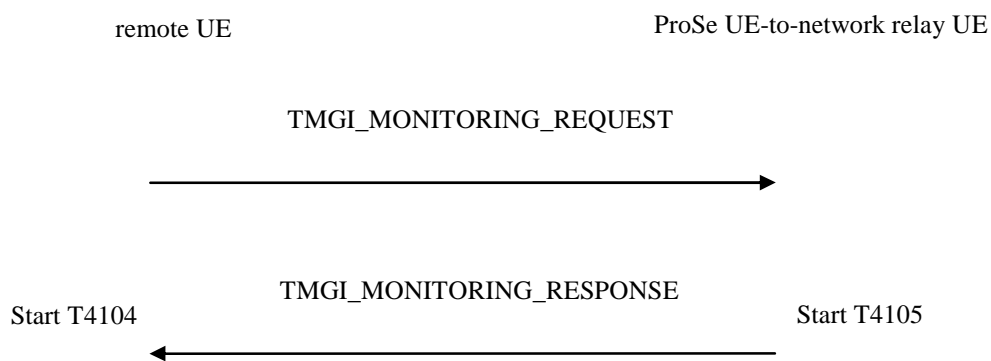 remote UE
ProSe UE-to-network relay UE
TMGI_MONITORING_REQUEST
TMGI_MONITORING_RESPONSE
Start T4104
Start T4105